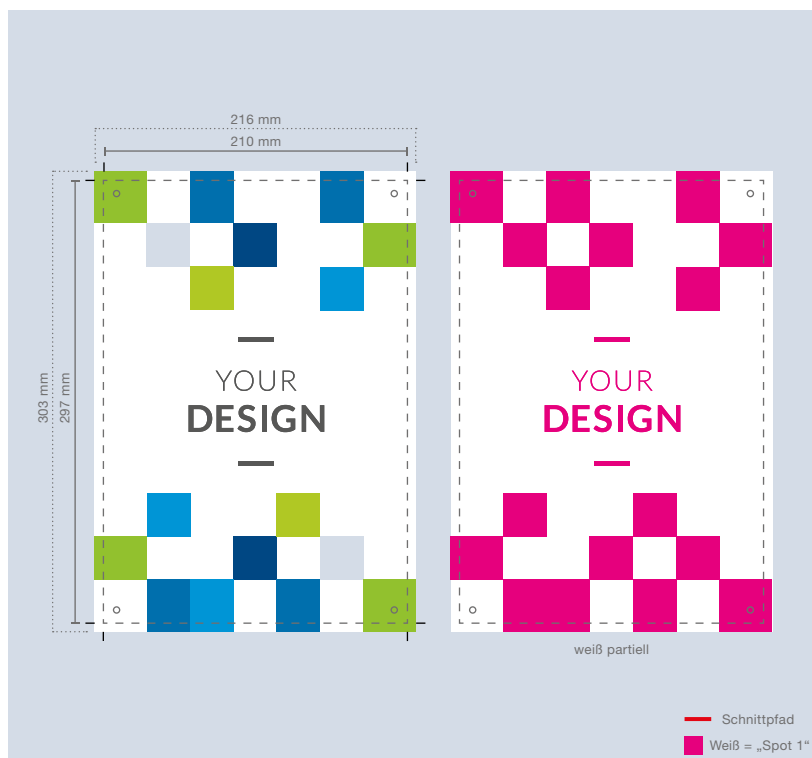 216 mm
210 mm
303 mm
297 mm
YOUR
DESIGN
YOUR
DESIGN
weiß partiell
Schnittpfad
Weiß = „Spot 1“